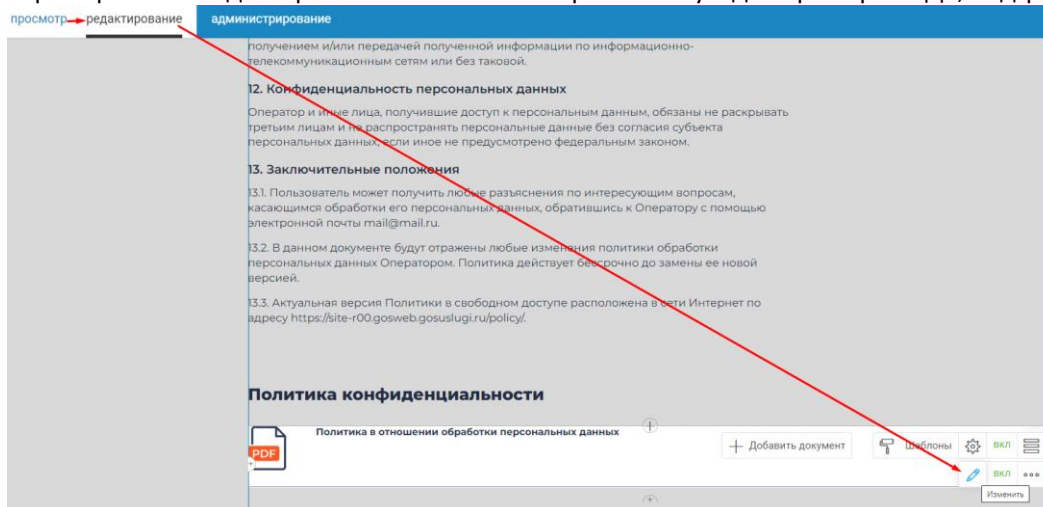 просмотр редактирование администрирование
получением и/или передачей полученной информации по информационно-
телекоммуникационным сетям или без таковой.
12. Конфиденциальность персональных данных
Оператор и иные лица, получившие доступ к персональным данным, обязаны не раскрывать
третьим лицам и не распространять персональные данные без согласия субъекта
персональных данных, если иное не предусмотрено федеральным законом.
13. Заключительные положения
13.1. Пользователь может получить любые разъяснения по интересующим вопросам,
касающимся обработки его персональных данных, обратившись к Оператору с помощью
электронной почты mail@mail.ru.
13.2. В данном документе будут отражены любые изменения политики обработки
персональных данных Оператором. Политика действует бессрочно до замены ее новой
версией.
13.3. Актуальная версия Политики в свободном доступе расположена в сети Интернет по
адресу https://site-r00.gosweb.gosuslugi.ru/policy/.
Политика конфиденциальности
Политика в отношении обработки персональных данных
PDF
Добавить документ Шаблоны ВКЛ
ВКЛ
Изменить